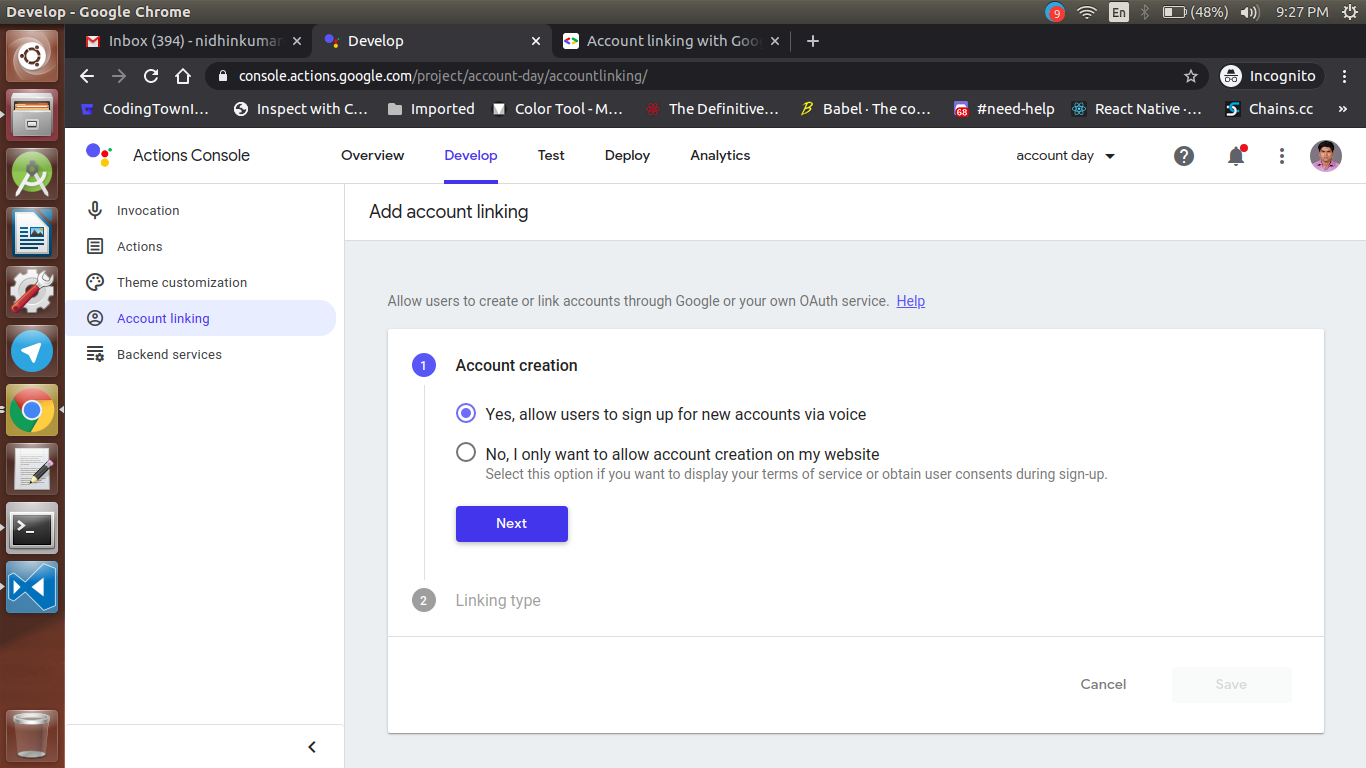 Develop - Google Chrome
9
En
(48%)
9:27 PM
Inbox (394) - nidhinkumar
Develop
Account linking with Goo
console.actions.google.com/project/account-day/accountlinking/
Incognito
CodingTownI...
Inspect with C...
Imported
Color Tool - M...
The Definitive...
Babel · The co...
68
#need-help
React Native ·...
Chains.cc
»
Actions Console
Overview
Develop
Test
Deploy
Analytics
account day
Invocation
Actions
Theme customization
Account linking
Backend services
Add account linking
Allow users to create or link accounts through Google or your own OAuth service. Help
1
Account creation
Yes, allow users to sign up for new accounts via voice
No, I only want to allow account creation on my website
Select this option if you want to display your terms of service or obtain user consents during sign-up.
Next
2
Linking type
Cancel
Save